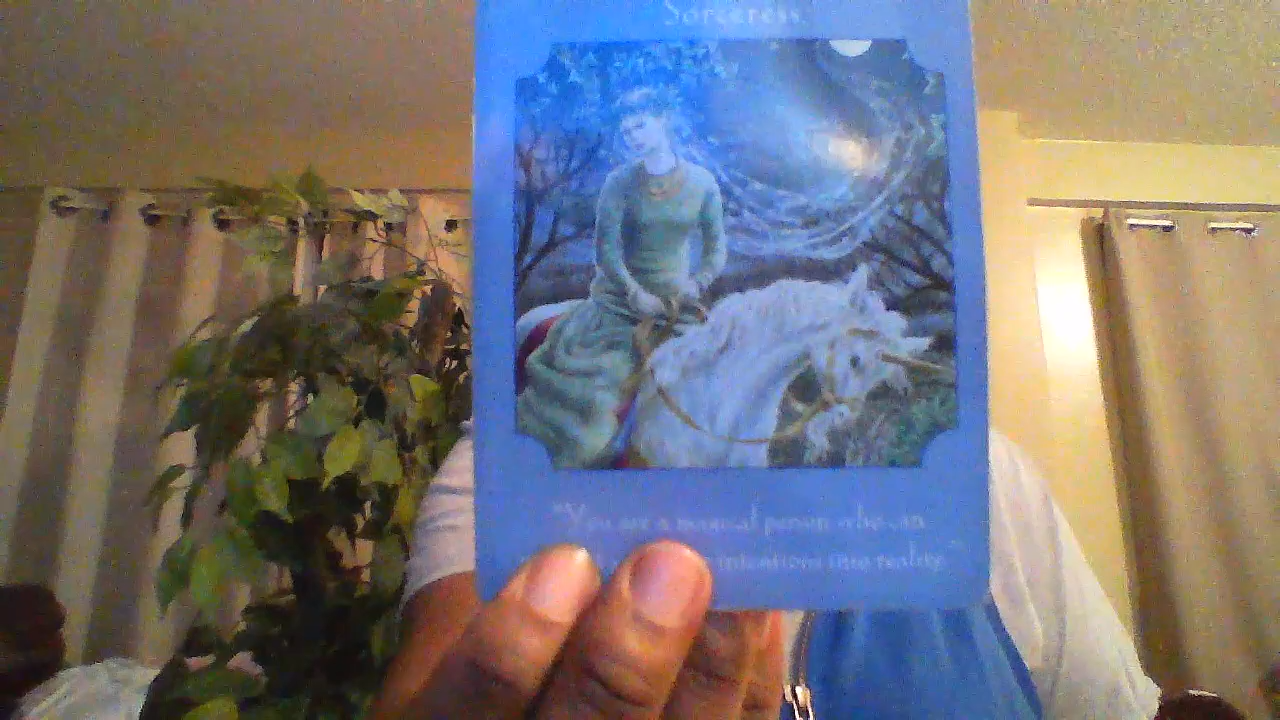 Sorceress
"You are a magical person who can
intentions into reality."